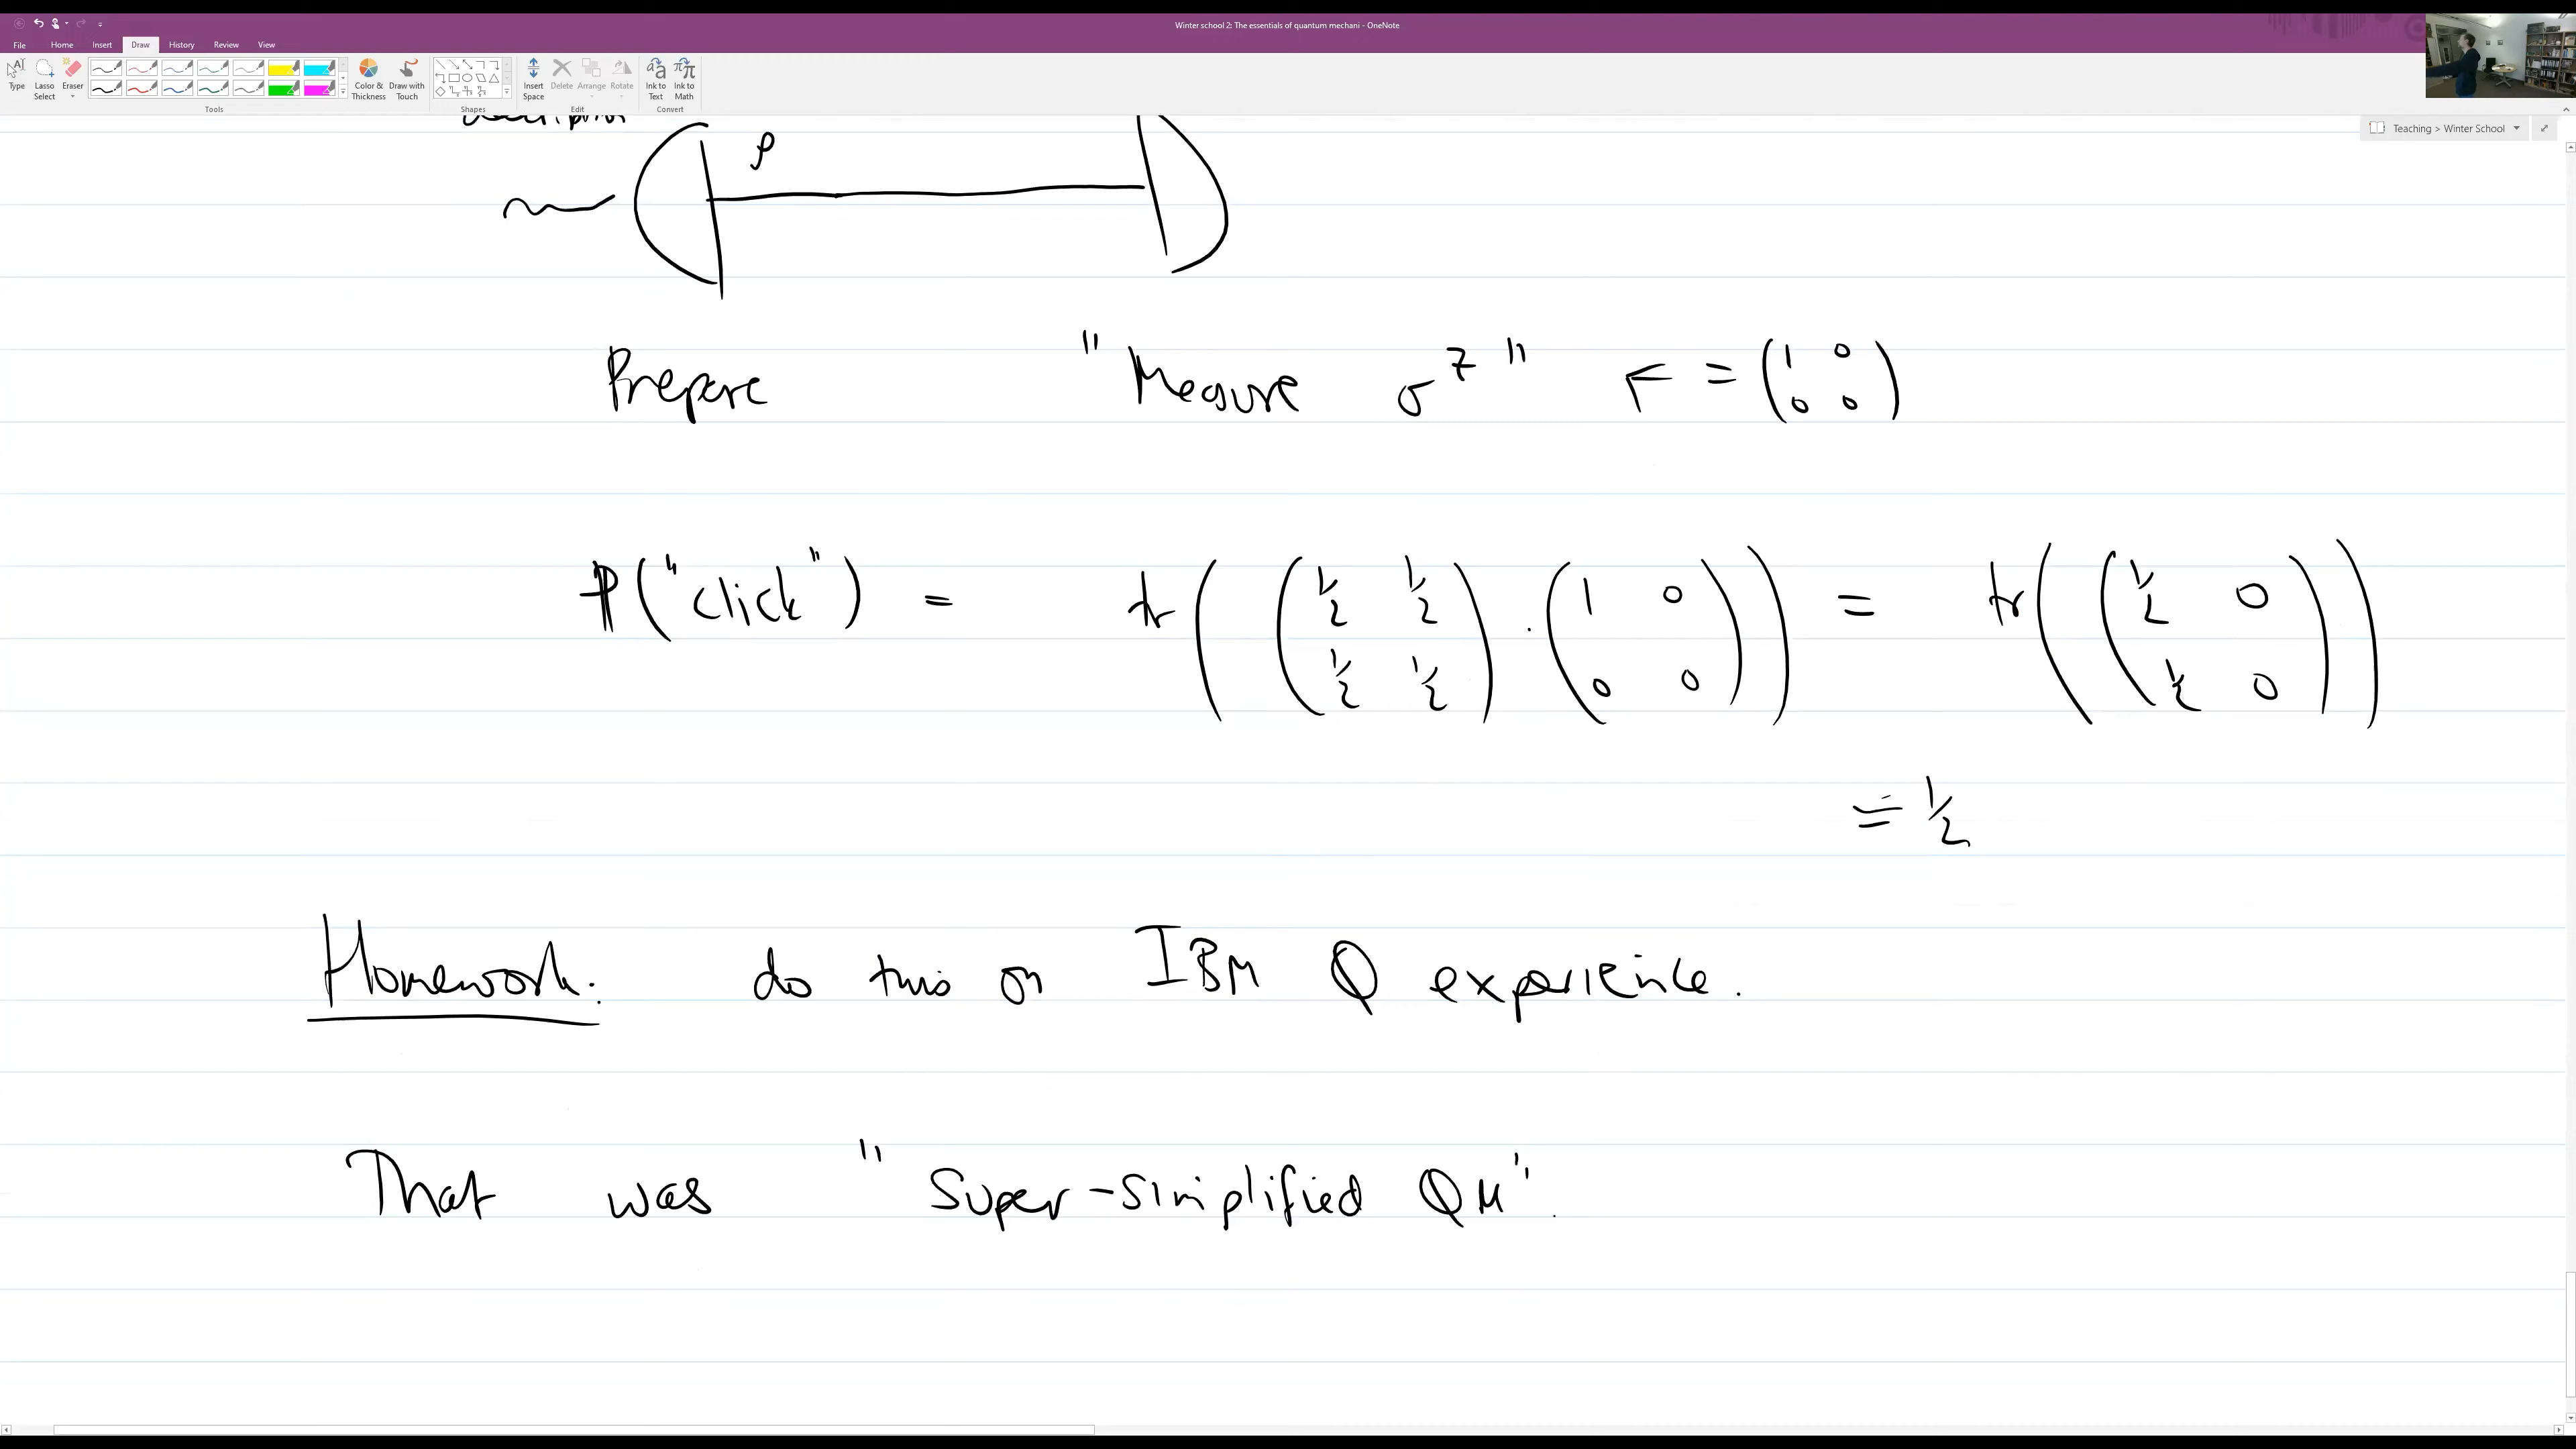 Winter school 2: The essentials of quantum mechani - OneNote
File Home Insert Draw History Review View
Type Lasso Select Eraser Color & Thickness Draw with Touch Insert Space Delete Arrange Rotate Ink to Text Ink to Math
Tools Shapes Edit Convert
Teaching > Winter School
ρ
Prepare "Measure σ^z" F = (1 0; 0 0)
P("click") = tr((1/2 1/2; 1/2 1/2) · (1 0; 0 0)) = tr((1/2 0; 1/2 0))
= 1/2
Homework: do this on IBM Q experience.
That was "Super-simplified QM".